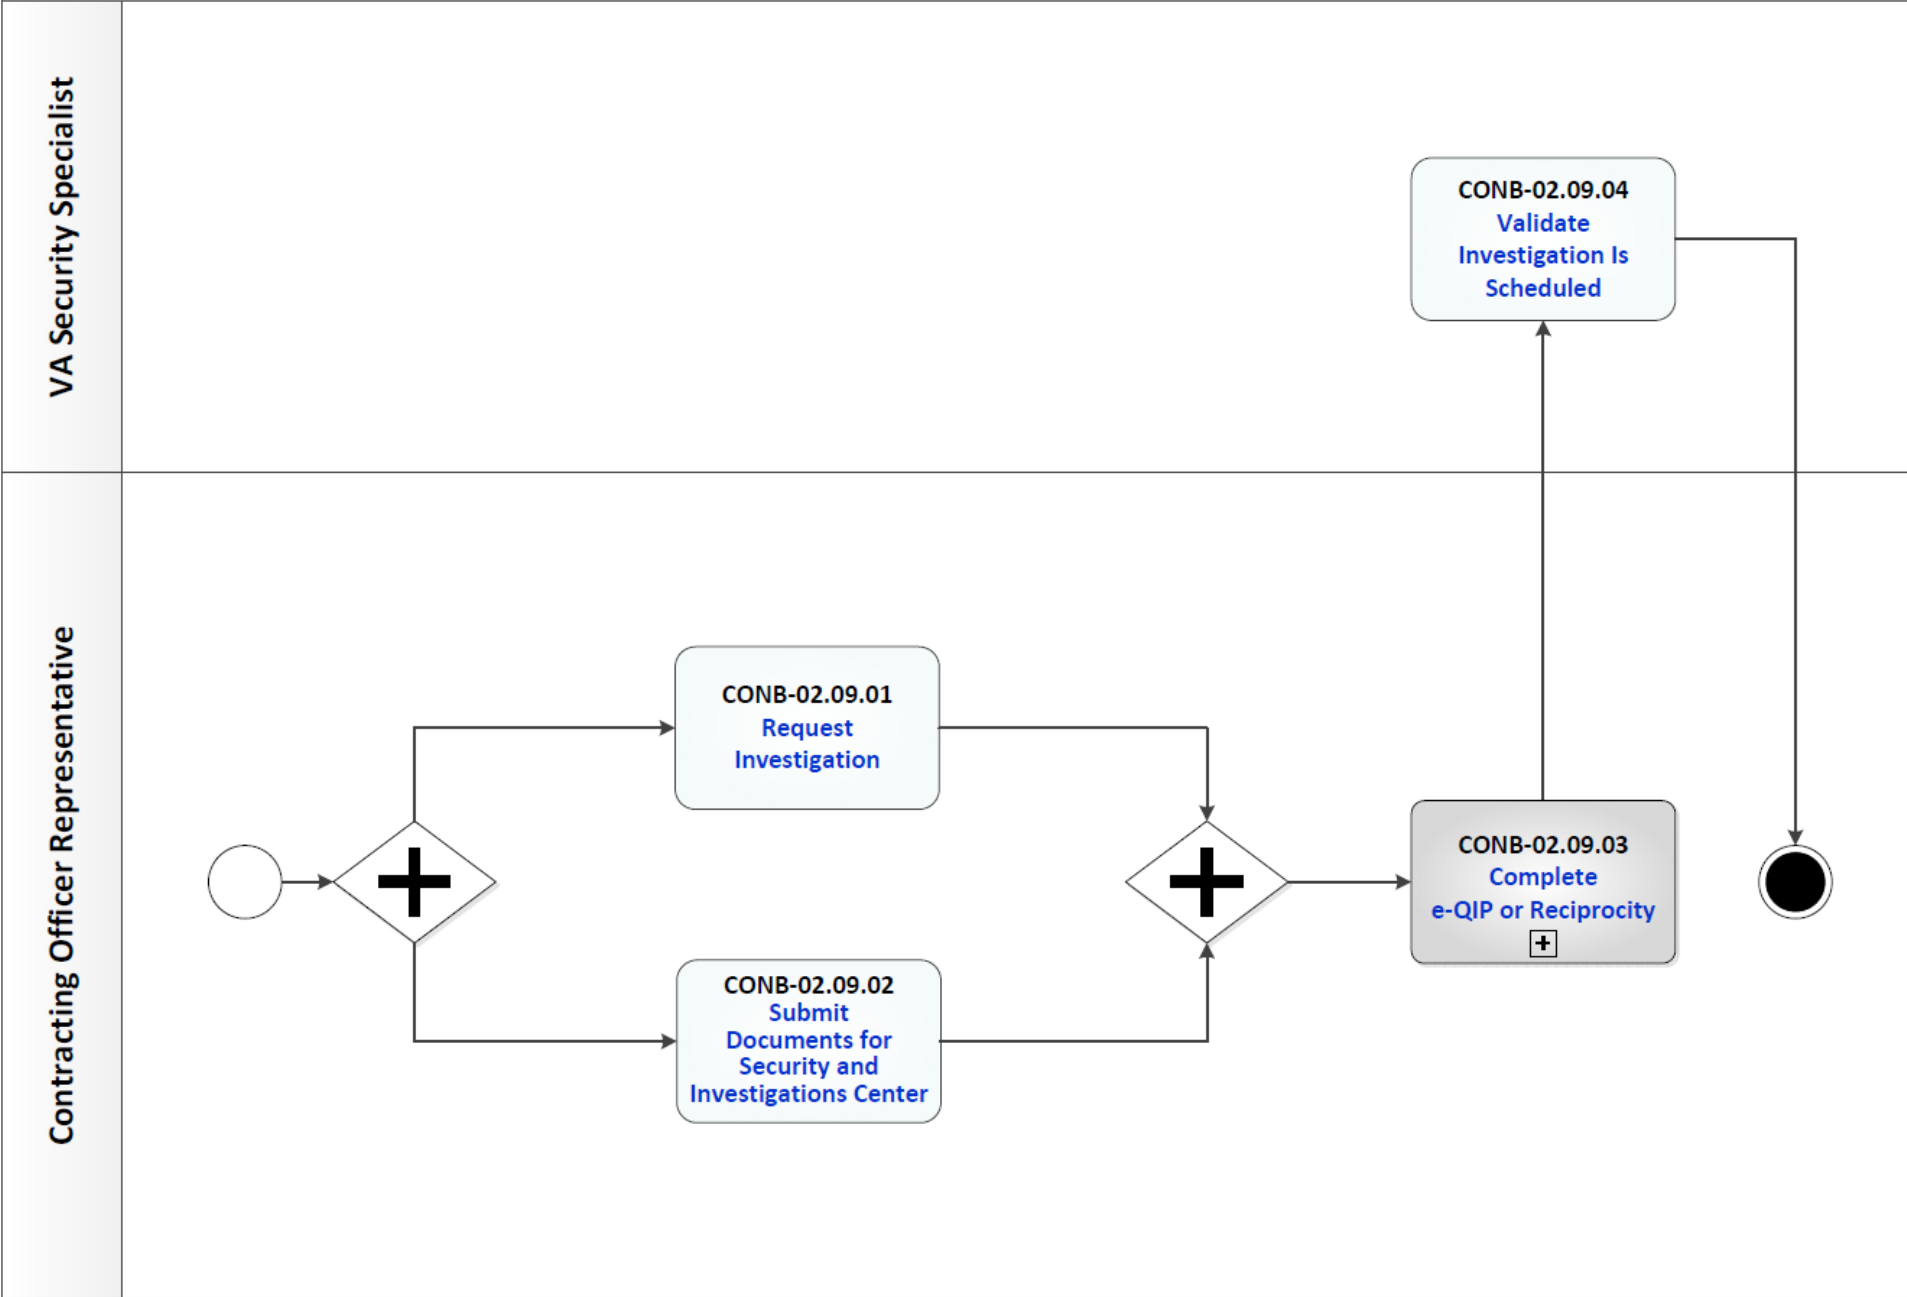 VA Security Specialist
CONB-02.09.04
Validate
Investigation Is
Scheduled
Contracting Officer Representative
CONB-02.09.01
Request
Investigation
CONB-02.09.02
Submit
Documents for
Security and
Investigations Center
CONB-02.09.03
Complete
e-QIP or Reciprocity